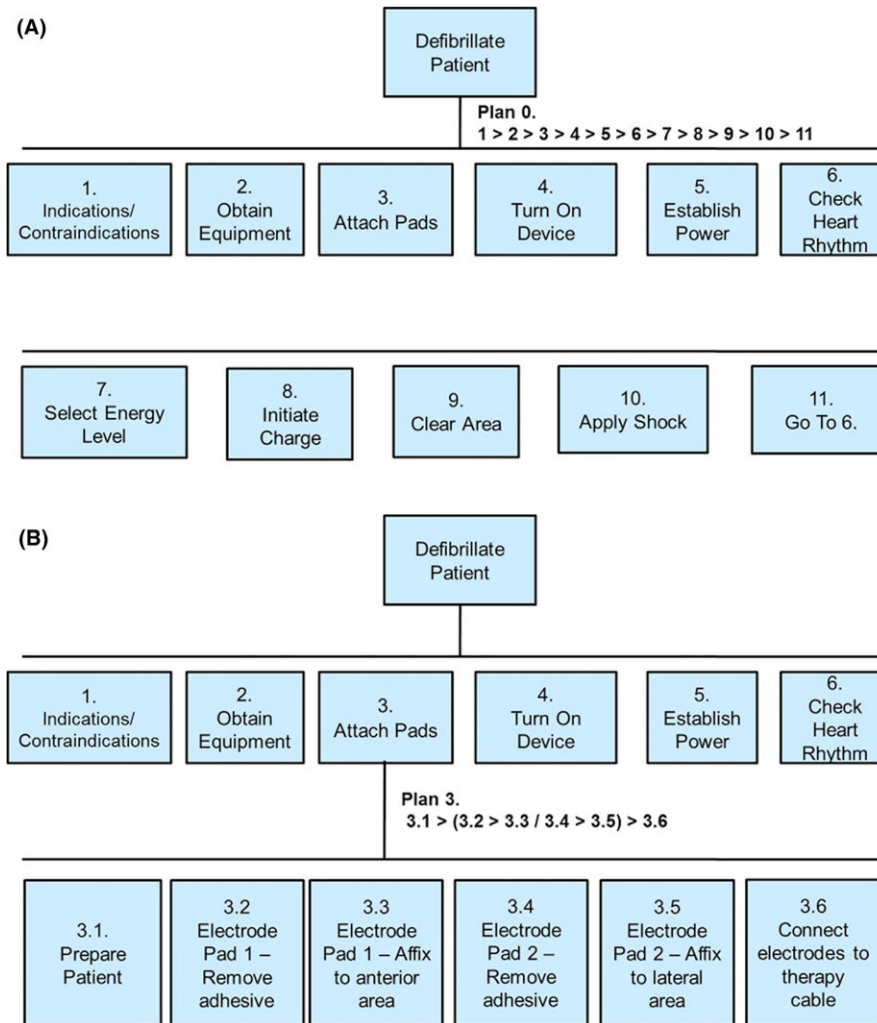 (A)
Defibrillate
Patient
Plan 0.
1 > 2 > 3 > 4 > 5 > 6 > 7 > 8 > 9 > 10 > 11
1.
Indications/
Contraindications
2.
Obtain
Equipment
3.
Attach Pads
4.
Turn On
Device
5.
Establish
Power
6.
Check
Heart
Rhythm
7.
Select Energy
Level
8.
Initiate
Charge
9.
Clear Area
10.
Apply Shock
11.
Go To 6.
(B)
Defibrillate
Patient
1.
Indications/
Contraindications
2.
Obtain
Equipment
3.
Attach Pads
4.
Turn On
Device
5.
Establish
Power
6.
Check
Heart
Rhythm
Plan 3.
3.1 > (3.2 > 3.3 / 3.4 > 3.5) > 3.6
3.1.
Prepare
Patient
3.2
Electrode
Pad 1 –
Remove
adhesive
3.3
Electrode
Pad 1 – Affix
to anterior
area
3.4
Electrode
Pad 2 –
Remove
adhesive
3.5
Electrode
Pad 2 – Affix
to lateral
area
3.6
Connect
electrodes to
therapy
cable